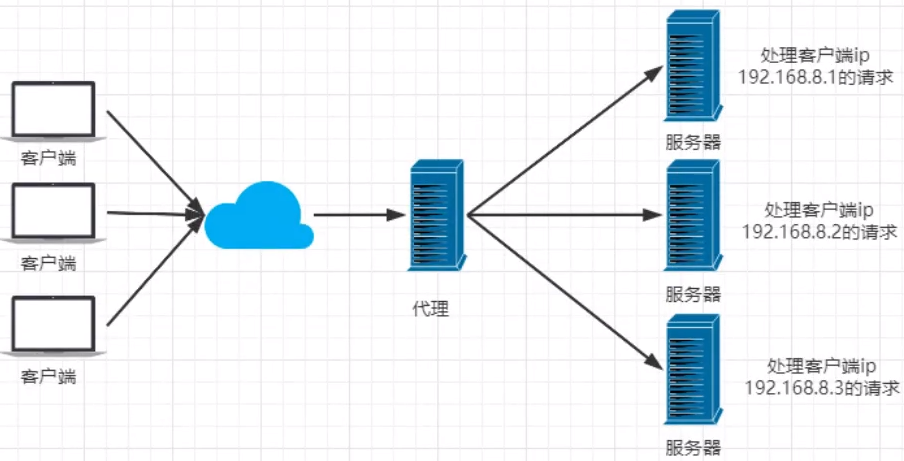 处理客户端ip
192.168.8.1的请求
客户端
服务器
处理客户端ip
192.168.8.2的请求
客户端
代理
服务器
处理客户端ip
192.168.8.3的请求
客户端
服务器